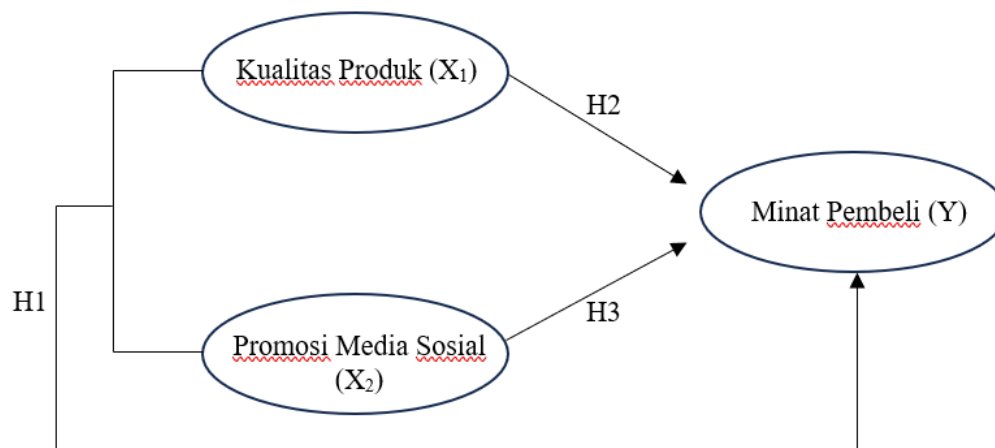 Kualitas Produk (X₁)
H2
Minat Pembeli (Y)
H1
H3
Promosi Media Sosial
(X₂)